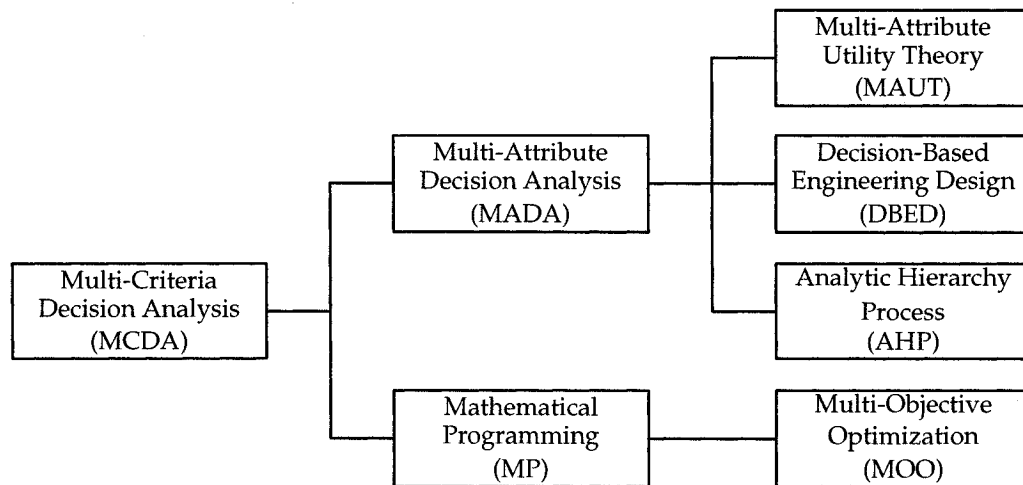 Multi-Attribute
Utility Theory
(MAUT)
Multi-Attribute
Decision Analysis
(MADA)
Decision-Based
Engineering Design
(DBED)
Multi-Criteria
Decision Analysis
(MCDA)
Analytic Hierarchy
Process
(AHP)
Mathematical
Programming
(MP)
Multi-Objective
Optimization
(MOO)